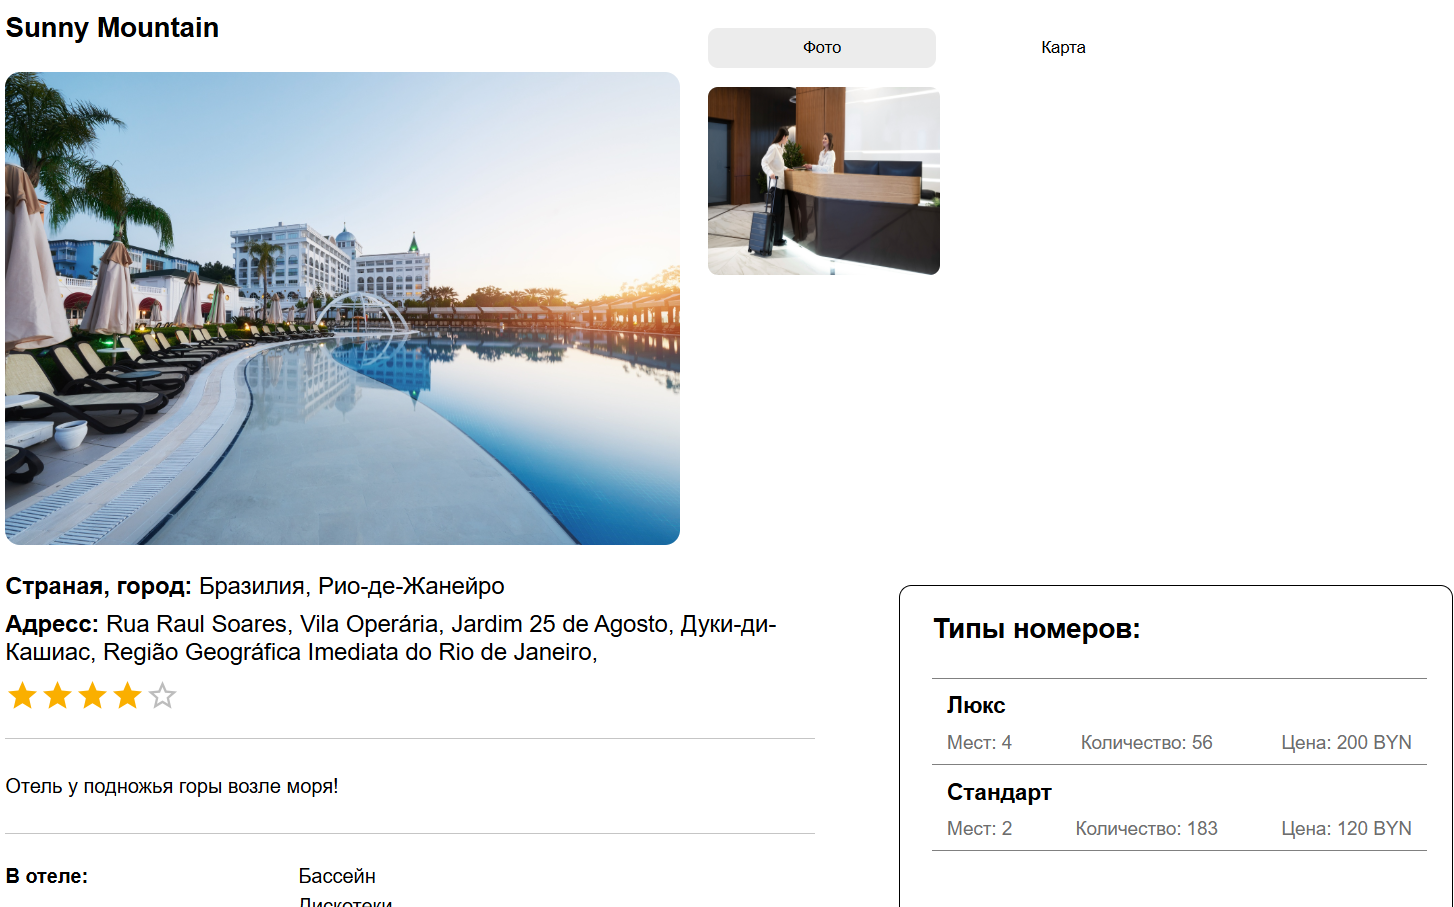 Sunny Mountain
Фото
Карта
Страная, город: Бразилия, Рио-де-Жанейро
Адресс: Rua Raul Soares, Vila Operária, Jardim 25 de Agosto, Дуки-ди-
Кашиас, Região Geográfica Imediata do Rio de Janeiro,
Отель у подножья горы возле моря!
В отеле:
Бассейн
Дискотеки
Типы номеров:
Люкс
Мест: 4 Количество: 56 Цена: 200 BYN
Стандарт
Мест: 2 Количество: 183 Цена: 120 BYN